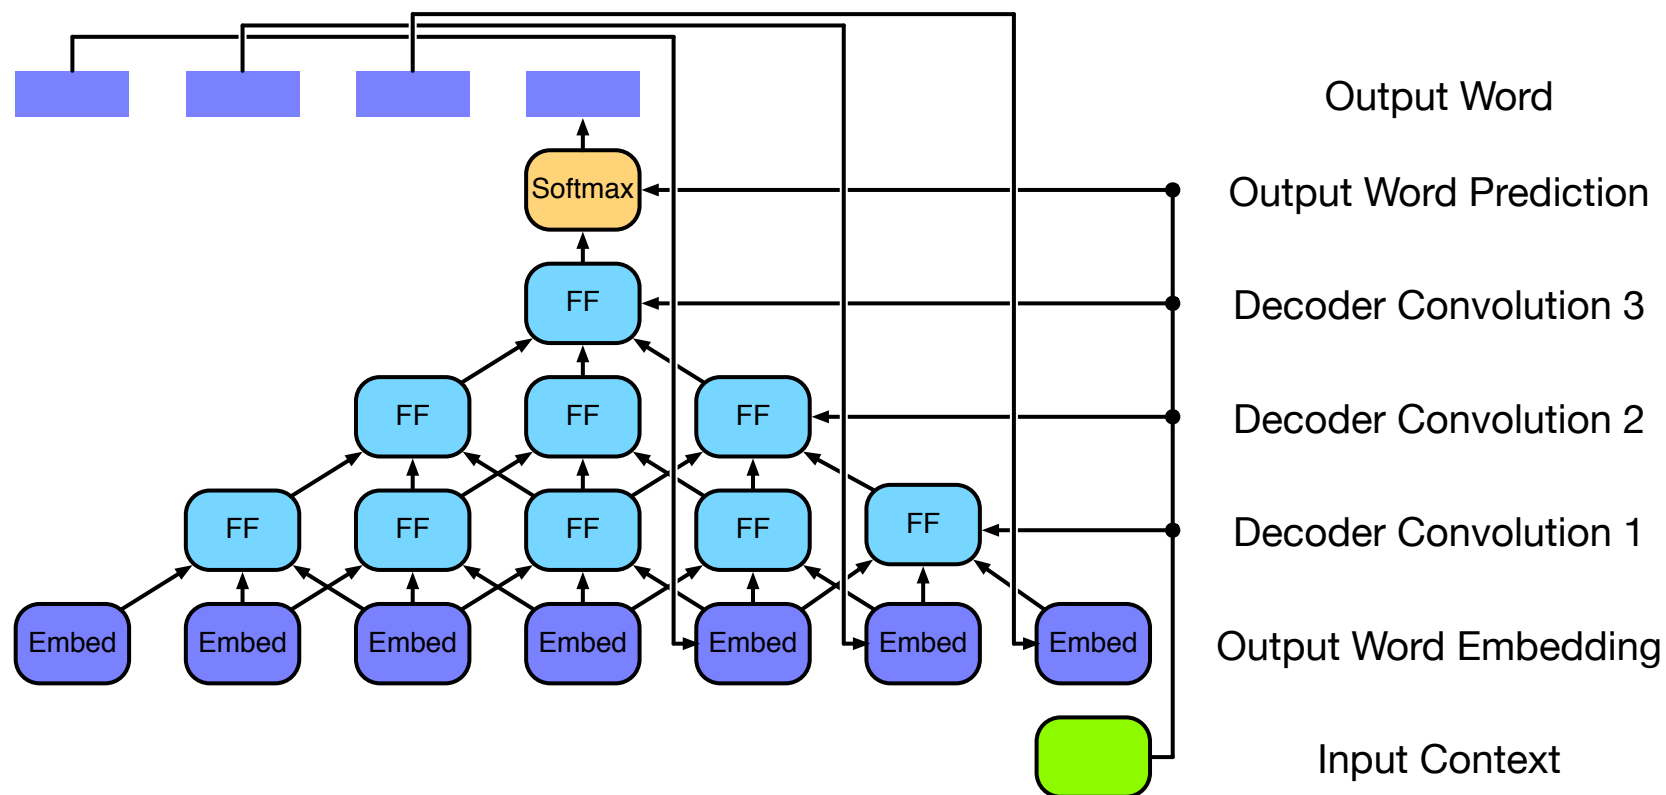 Output Word
Softmax Output Word Prediction
FF Decoder Convolution 3
FF FF FF Decoder Convolution 2
FF FF FF FF FF Decoder Convolution 1
Embed Embed Embed Embed Embed Embed Embed Output Word Embedding
Input Context